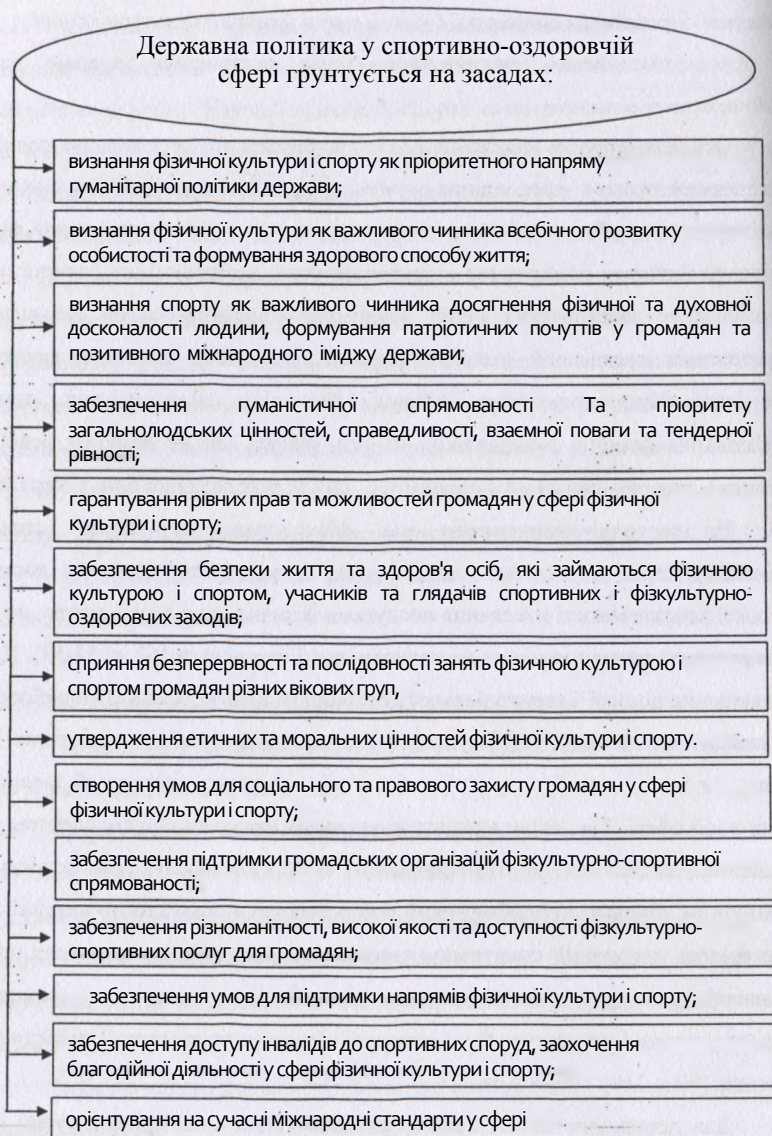 Державна політика у спортивно-оздоровчій
сфері грунтується на засадах:
визнання фізичної культури і спорту як пріоритетного напряму
гуманітарної політики держави;
визнання фізичної культури як важливого чинника всебічного розвитку
особистості та формування здорового способу життя;
визнання спорту як важливого чинника досягнення фізичної та духовної
досконалості людини, формування патріотичних почуттів у громадян та
позитивного міжнародного іміджу держави;
забезпечення гуманістичної спрямованості Та пріоритету
загальнолюдських цінностей, справедливості, взаємної поваги та тендерної
рівності;
гарантування рівних прав та можливостей громадян у сфері фізичної
культури і спорту;
забезпечення безпеки життя та здоров'я осіб, які займаються фізичною
культурою і спортом, учасників та глядачів спортивних і фізкультурно-
оздоровчих заходів;
сприяння безперервності та послідовності занять фізичною культурою і
спортом громадян різних вікових груп,
утвердження етичних та моральних цінностей фізичної культури і спорту.
створення умов для соціального та правового захисту громадян у сфері
фізичної культури і спорту;
забезпечення підтримки громадських організацій фізкультурно-спортивної
спрямованості;
забезпечення різноманітності, високої якості та доступності фізкультурно-
спортивних послуг для громадян;
забезпечення умов для підтримки напрямів фізичної культури і спорту;
забезпечення доступу інвалідів до спортивних споруд, заохочення
благодійної діяльності у сфері фізичної культури і спорту;
орієнтування на сучасні міжнародні стандарти у сфері